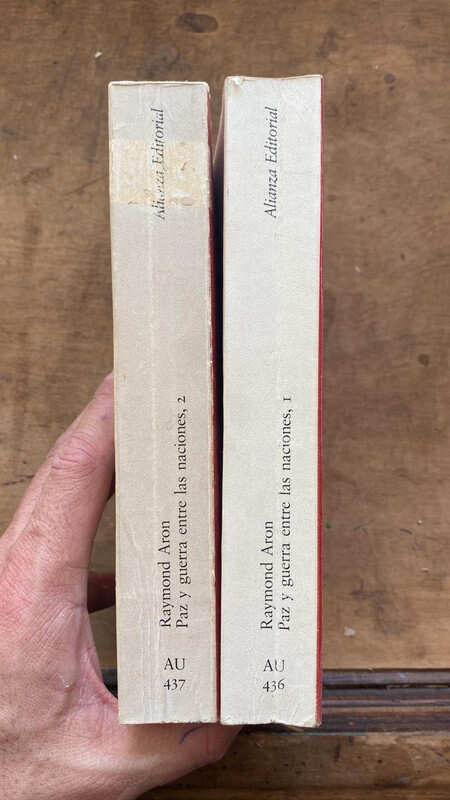 Alianza Editorial
Raymond Aron
Paz y guerra entre las naciones, 2
AU
437
Alianza Editorial
Raymond Aron
Paz y guerra entre las naciones, 1
AU
436